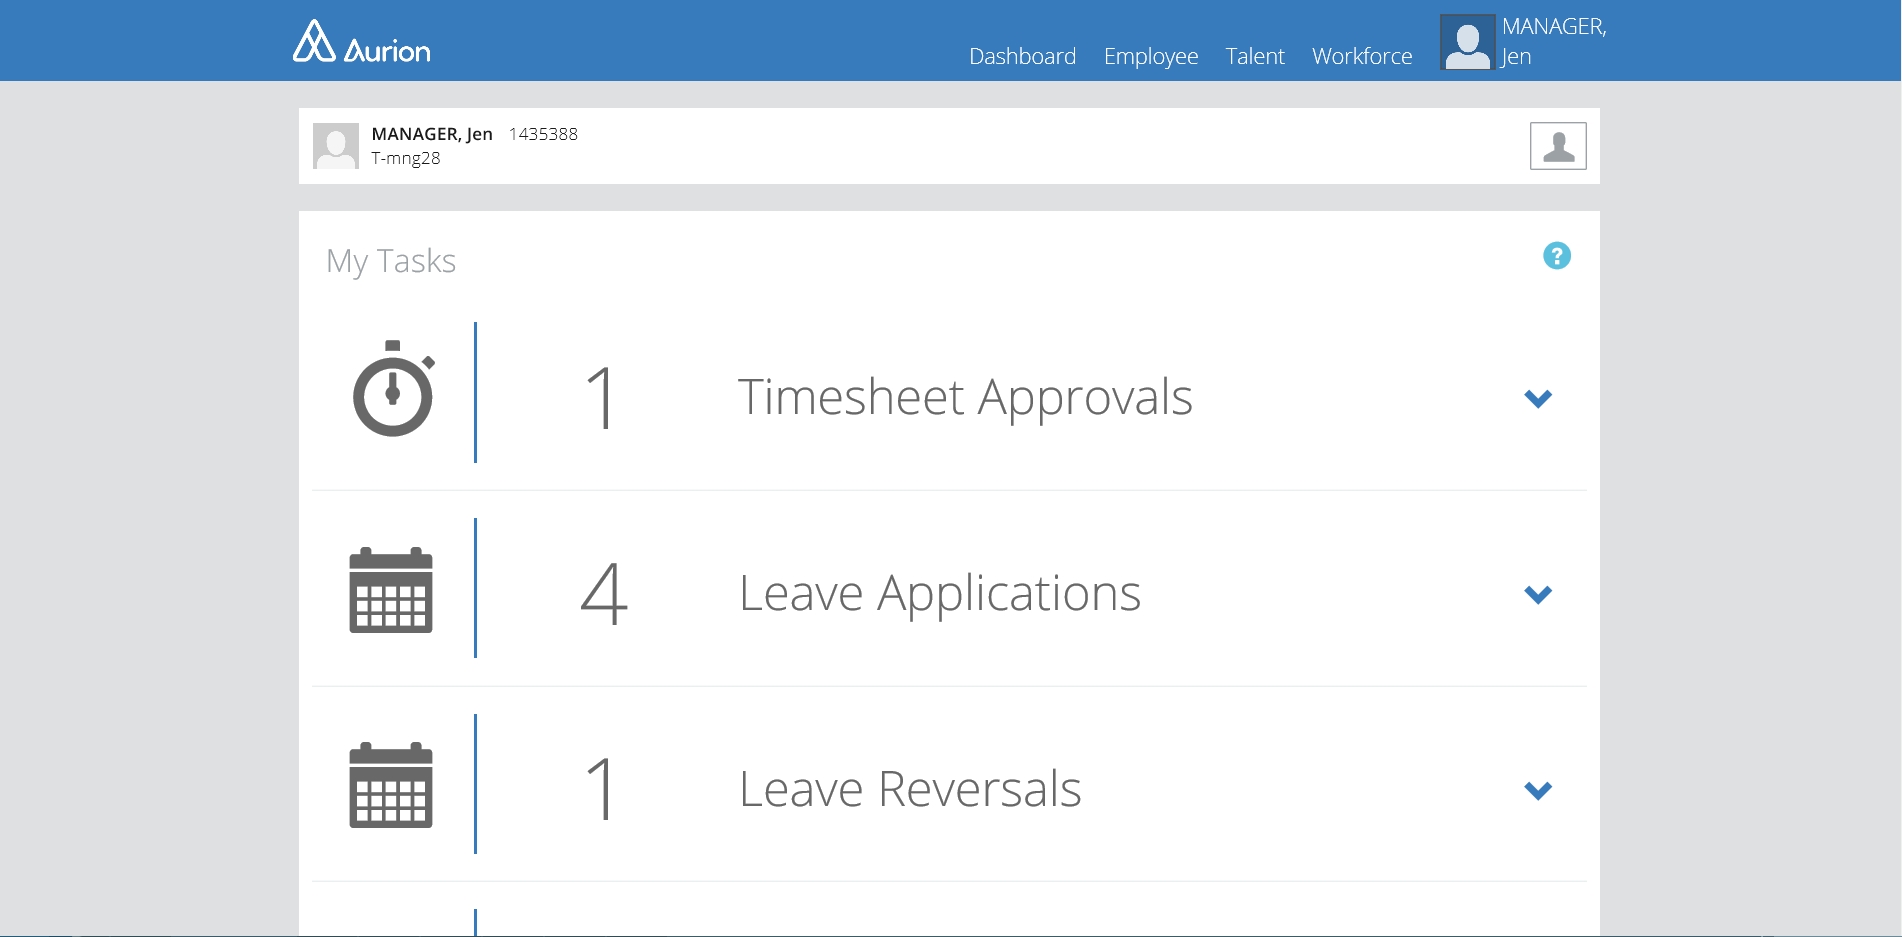 Aurion
Dashboard Employee Talent Workforce
MANAGER,
Jen
MANAGER, Jen 1435388
T-mng28
My Tasks
?
1 Timesheet Approvals
4 Leave Applications
1 Leave Reversals